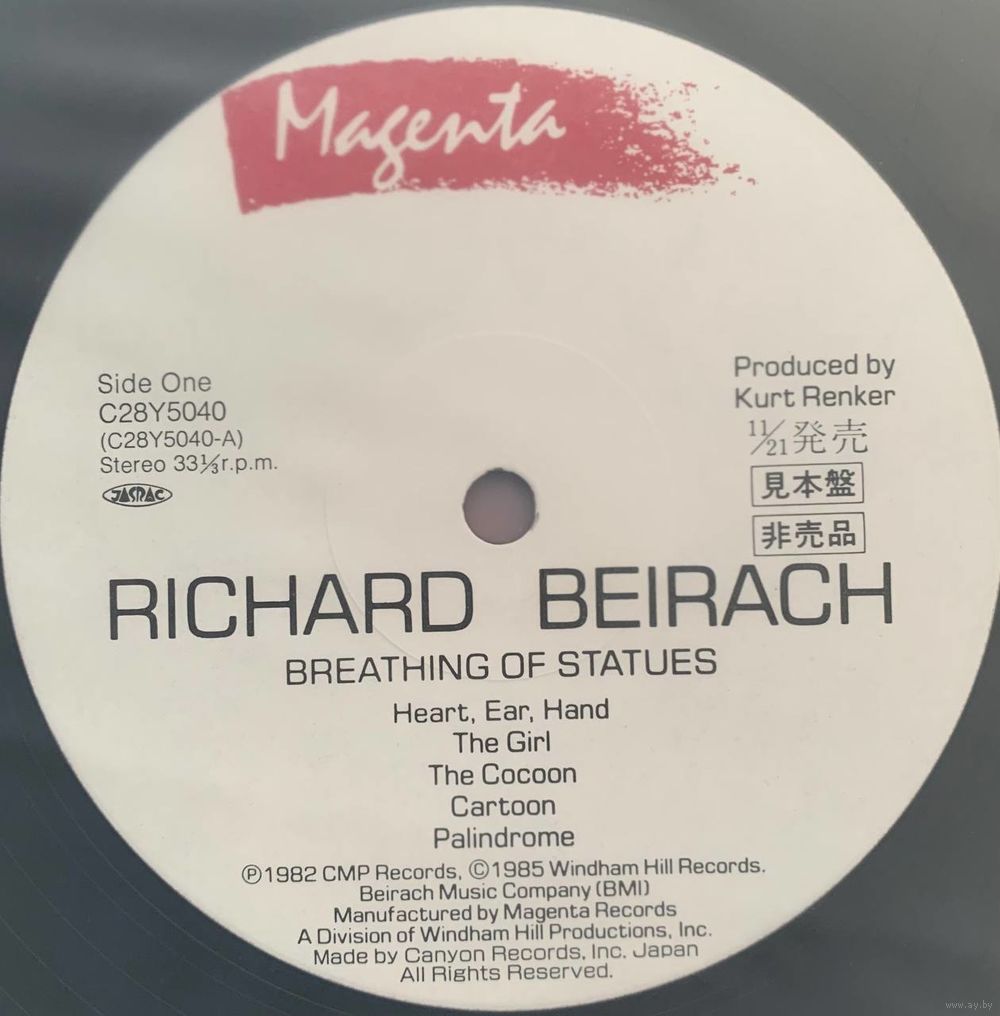 Magenta
Side One
C28Y5040
(C28Y5040-A)
Stereo 33⅓r.p.m.
JASRAC
Produced by
Kurt Renker
11/21発売
見本盤
非売品
RICHARD BEIRACH
BREATHING OF STATUES
Heart, Ear, Hand
The Girl
The Cocoon
Cartoon
Palindrome
Ⓟ1982 CMP Records, ©1985 Windham Hill Records.
Beirach Music Company (BMI)
Manufactured by Magenta Records
A Division of Windham Hill Productions, Inc.
Made by Canyon Records, Inc. Japan
All Rights Reserved.
www.ay.by